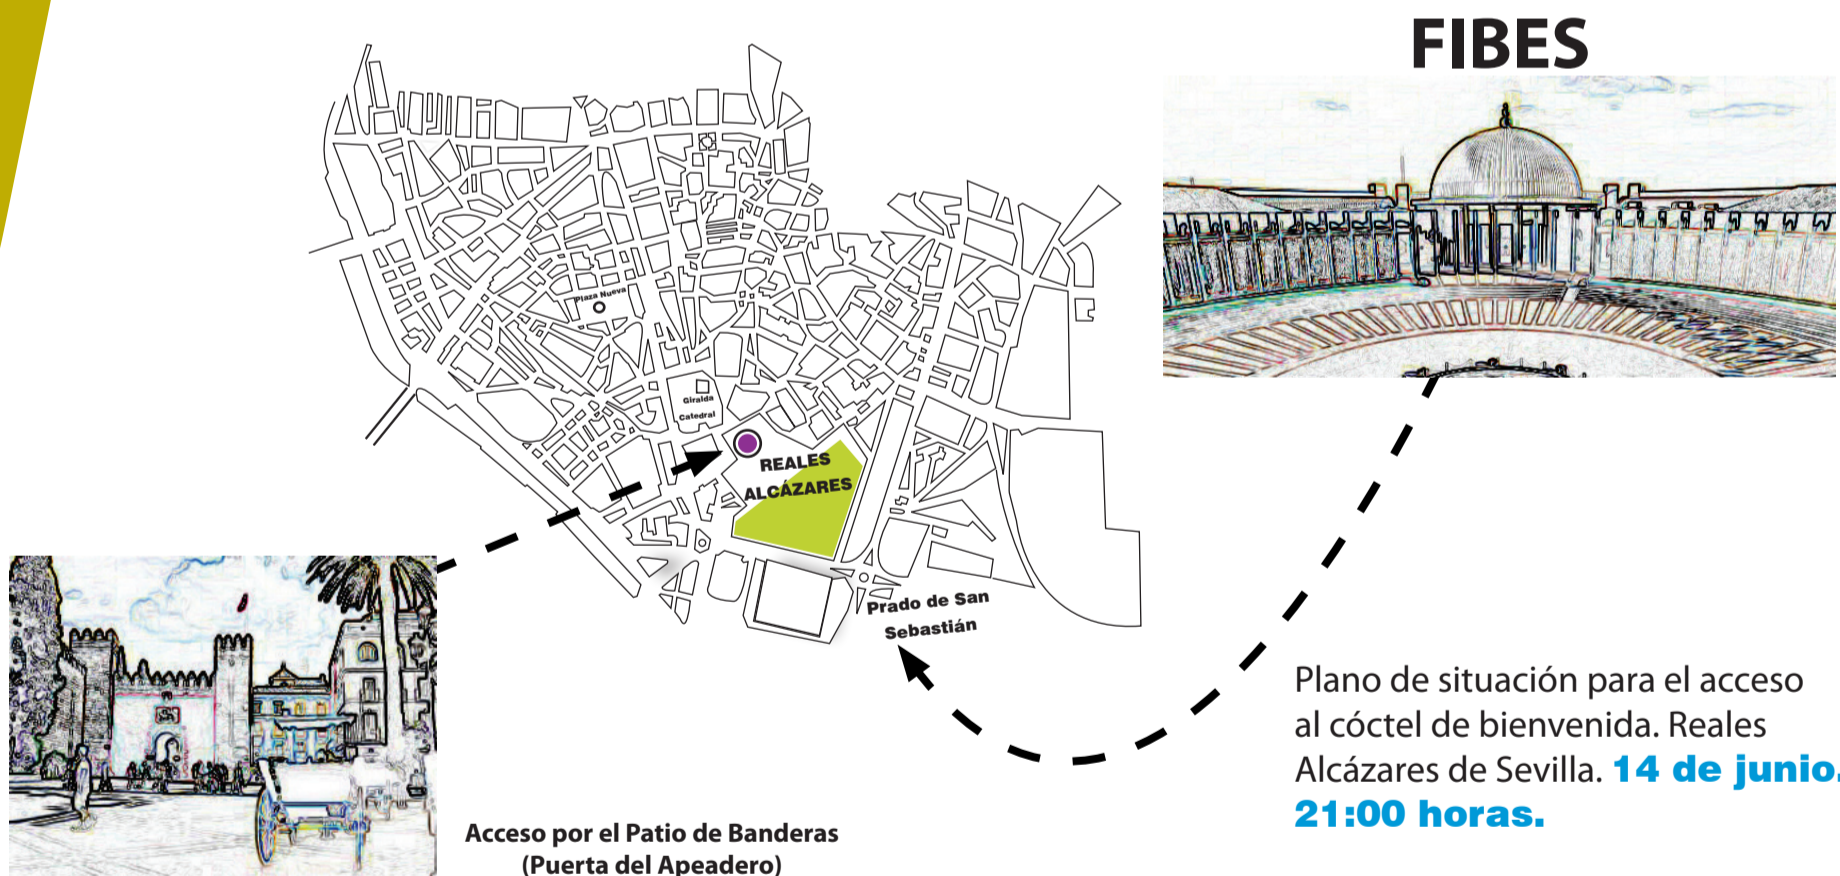 FIBES
Plaza Nueva
Giralda
Catedral
REALES
ALCÁZARES
Prado de San
Sebastián
Plano de situación para el acceso
al cóctel de bienvenida. Reales
Alcázares de Sevilla. 14 de junio.
21:00 horas.
Acceso por el Patio de Banderas
(Puerta del Apeadero)